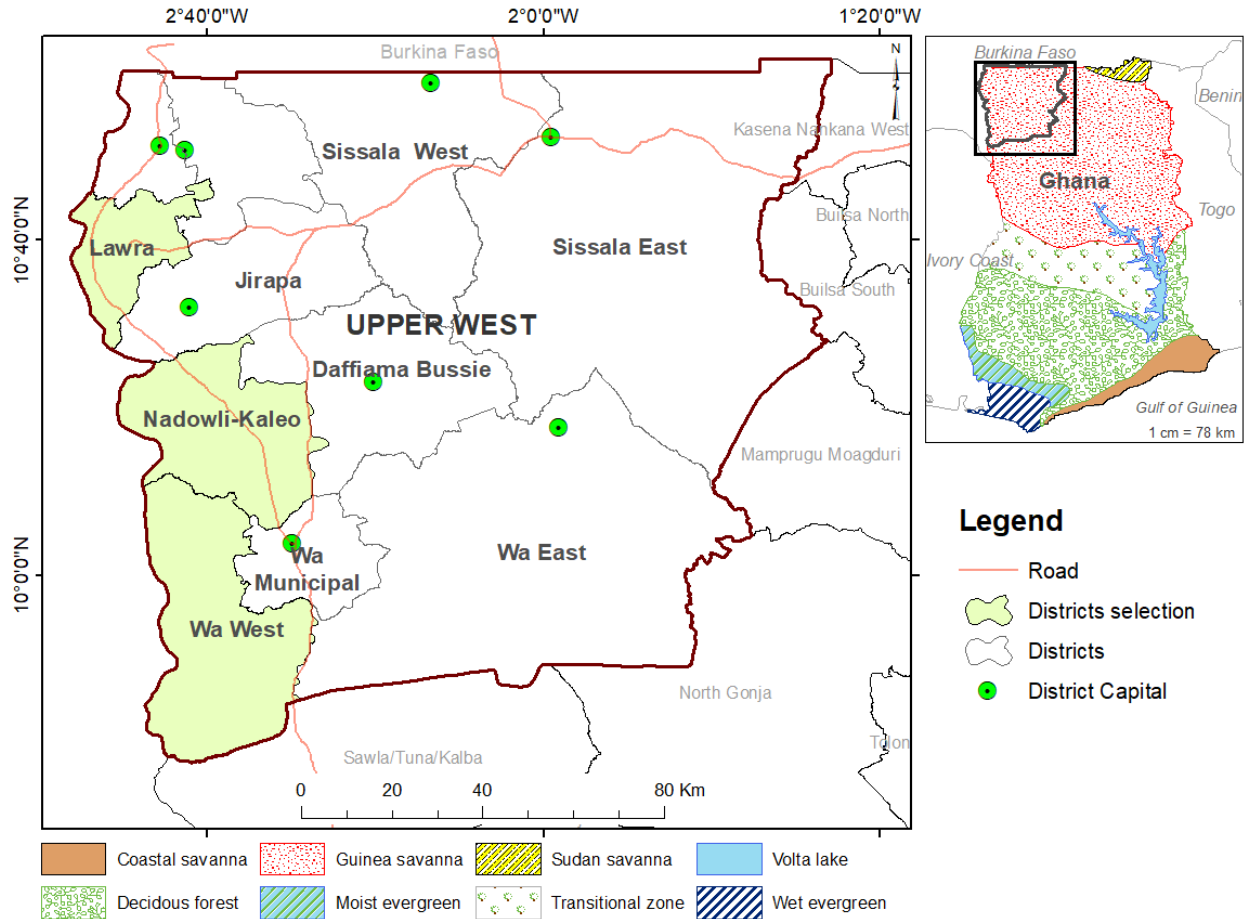 2°40'0"W
2°0'0"W
1°20'0"W
Burkina Faso
N
Kasena Nankana West
Sissala West
10°40'0"N
Lawra
Builsa North
Sissala East
Jirapa
Builsa South
UPPER WEST
Daffiama Bussie
Nadowli-Kaleo
Mamprugu Moagduri
Wa East
Wa
Municipal
10°0'0"N
Wa West
North Gonja
Tolon
Sawla/Tuna/Kalba
0
20
40
80 Km
Burkina Faso
Benin
Ghana
Togo
Ivory Coast
Gulf of Guinea
1 cm = 78 km
Legend
Road
Districts selection
Districts
District Capital
Coastal savanna
Guinea savanna
Sudan savanna
Volta lake
Decidous forest
Moist evergreen
Transitional zone
Wet evergreen